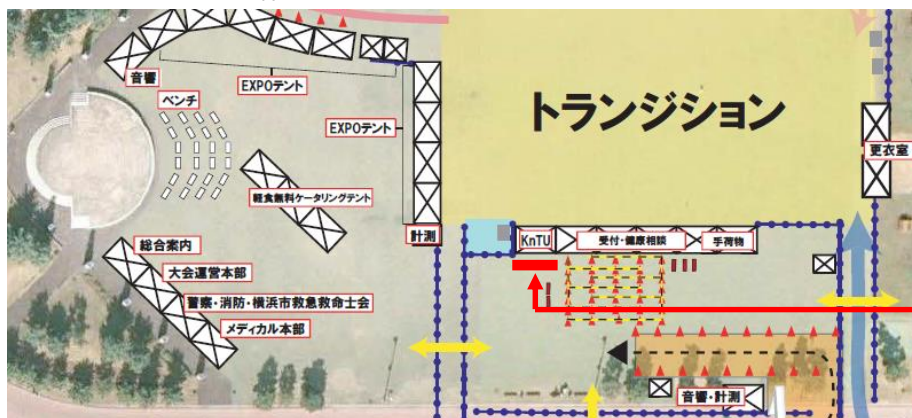 音響
EXPOテント
ベンチ
EXPOテント
トランジション
更衣室
軽食無料ケータリングテント
計測
KnTU
受付・健康相談
手荷物
総合案内
大会運営本部
警察・消防・横浜市救急救命士会
メディカル本部
音響・計測